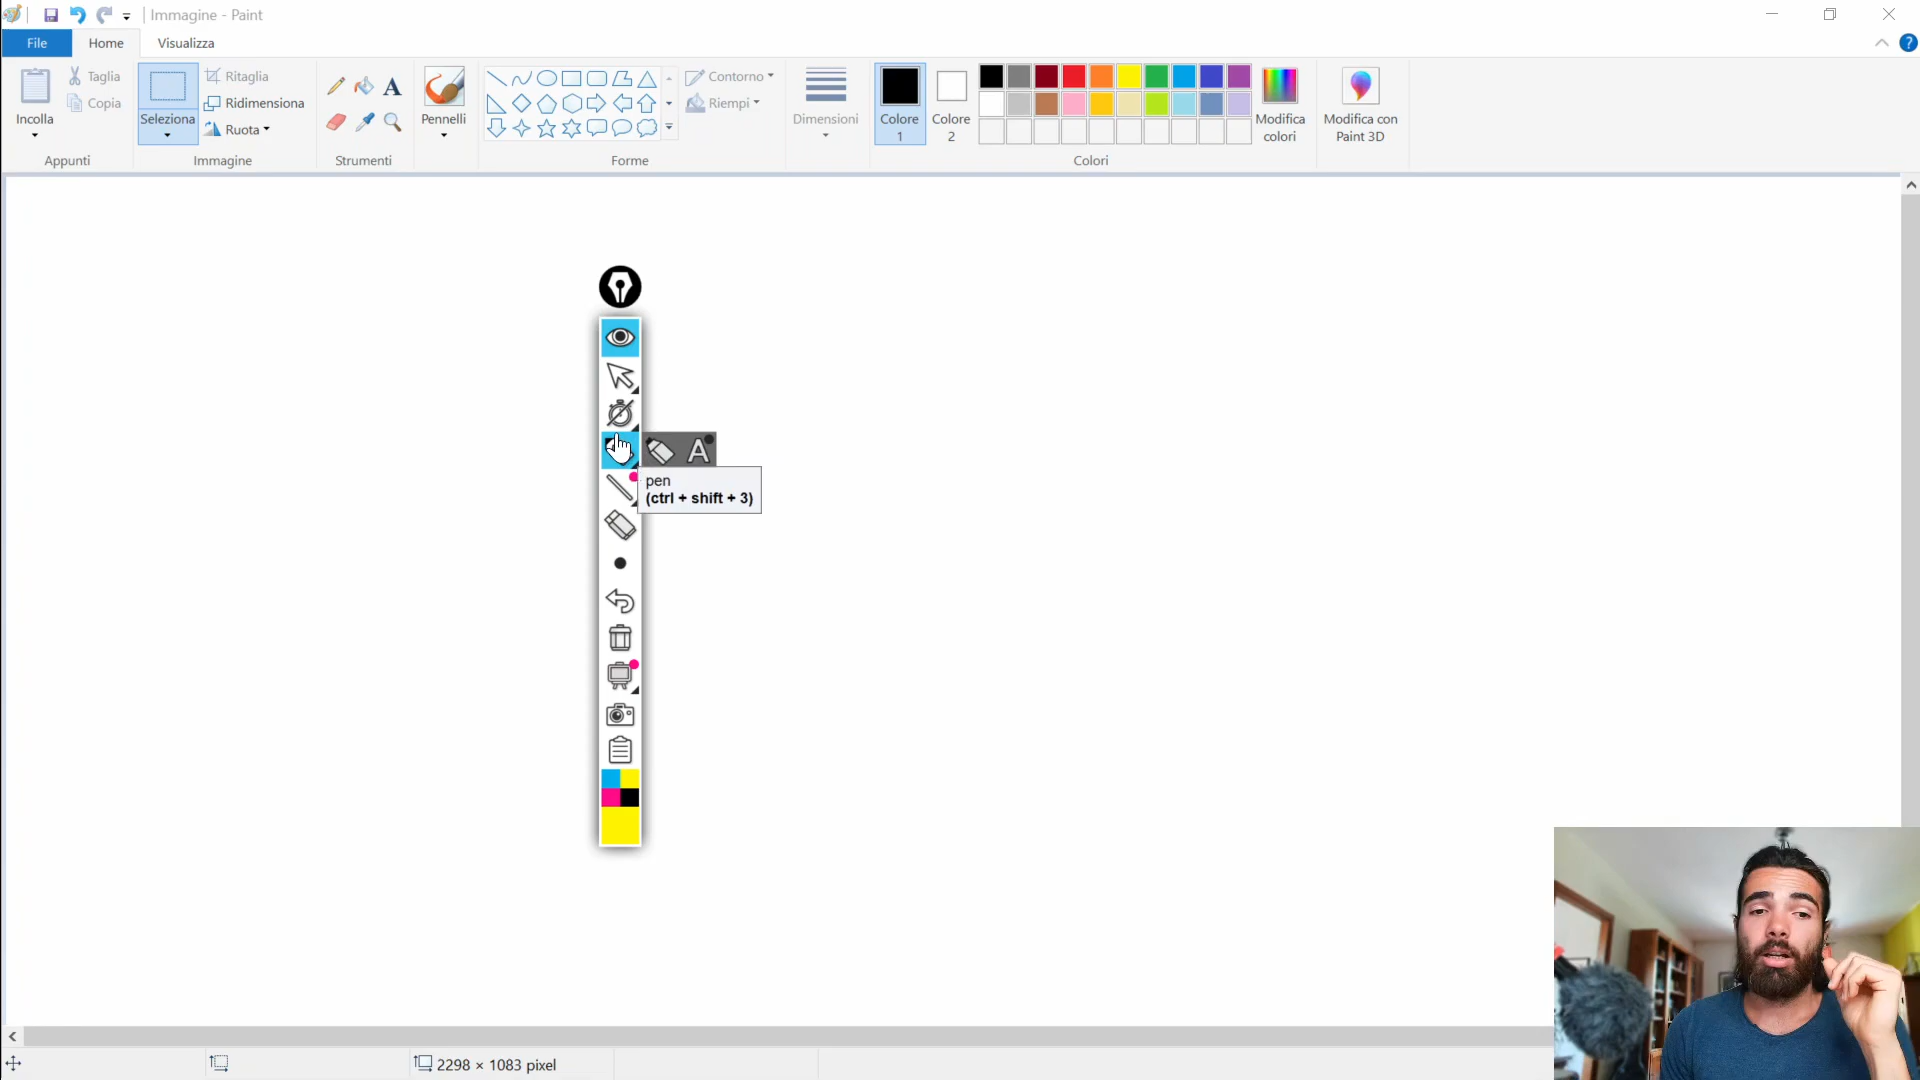 Immagine - Paint
File
Home
Visualizza
Incolla
Taglia
Copia
Appunti
Seleziona
Ritaglia
Ridimensiona
Ruota
Immagine
A
Strumenti
Pennelli
Contorno
Riempi
Forme
Dimensioni
Colore
1
Colore
2
Modifica
colori
Colori
Modifica con
Paint 3D
?
A
pen
(ctrl + shift + 3)
2298 × 1083 pixel